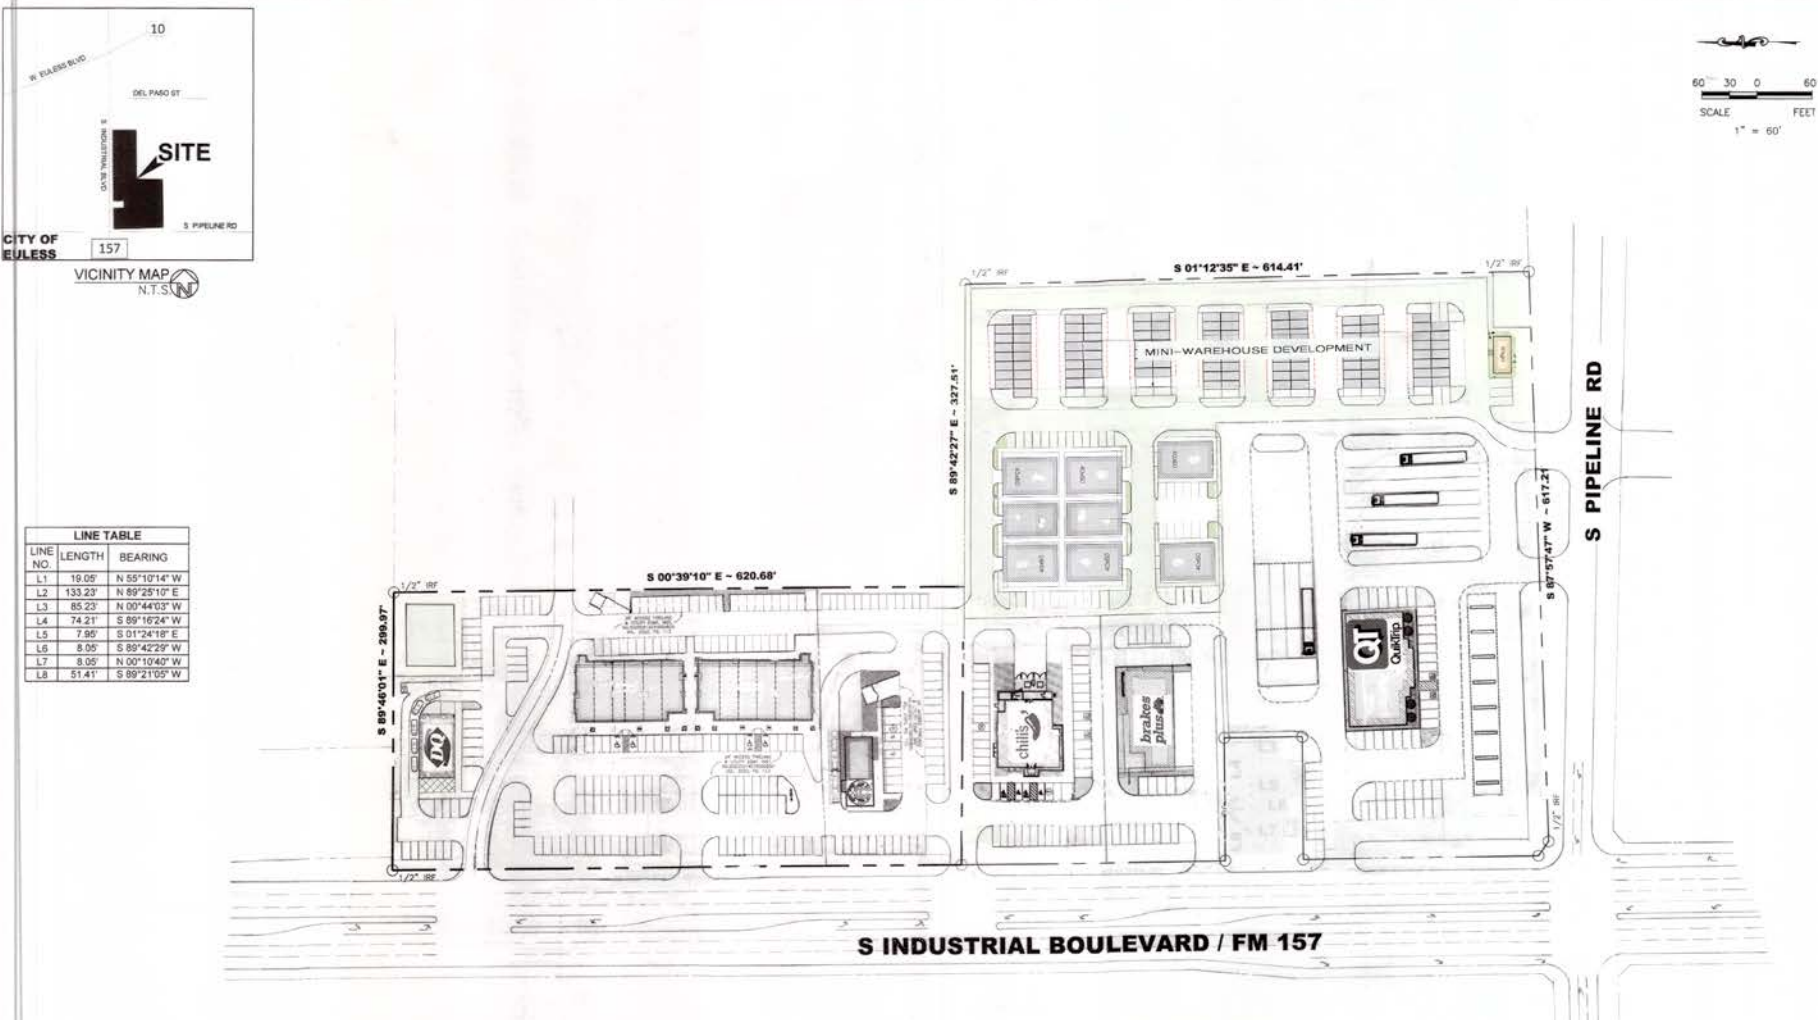 10
W EULESS BLVD
DEL PASO ST
S INDUSTRIAL BLVD
SITE
S PIPELINE RD
CITY OF
EULESS
157
VICINITY MAP
N.T.S.
N
60 30 0 60
SCALE FEET
1" = 60'
LINE TABLE
LINE NO. LENGTH BEARING
L1 19.05' N 55°10'14" W
L2 133.23' N 89°25'10" E
L3 85.23' N 00°44'03" W
L4 74.21' S 89°16'24" W
L5 7.95' S 01°24'18" E
L6 8.05' S 89°42'29" W
L7 8.05' N 00°10'40" W
L8 51.41' S 89°21'05" W
1/2" IRF
S 01°12'35" E ~ 614.41'
1/2" IRF
MINI-WAREHOUSE DEVELOPMENT
S 89°42'27" E ~ 327.51'
S PIPELINE RD
S 87°57'47" W ~ 617.21'
1/2" IRF
S 00°39'10" E ~ 620.68'
S 89°46'01" E ~ 299.97'
DQ
chili's
brakes
plus
QT
QuikTrip
1/2" IRF
1/2" IRF
S INDUSTRIAL BOULEVARD / FM 157